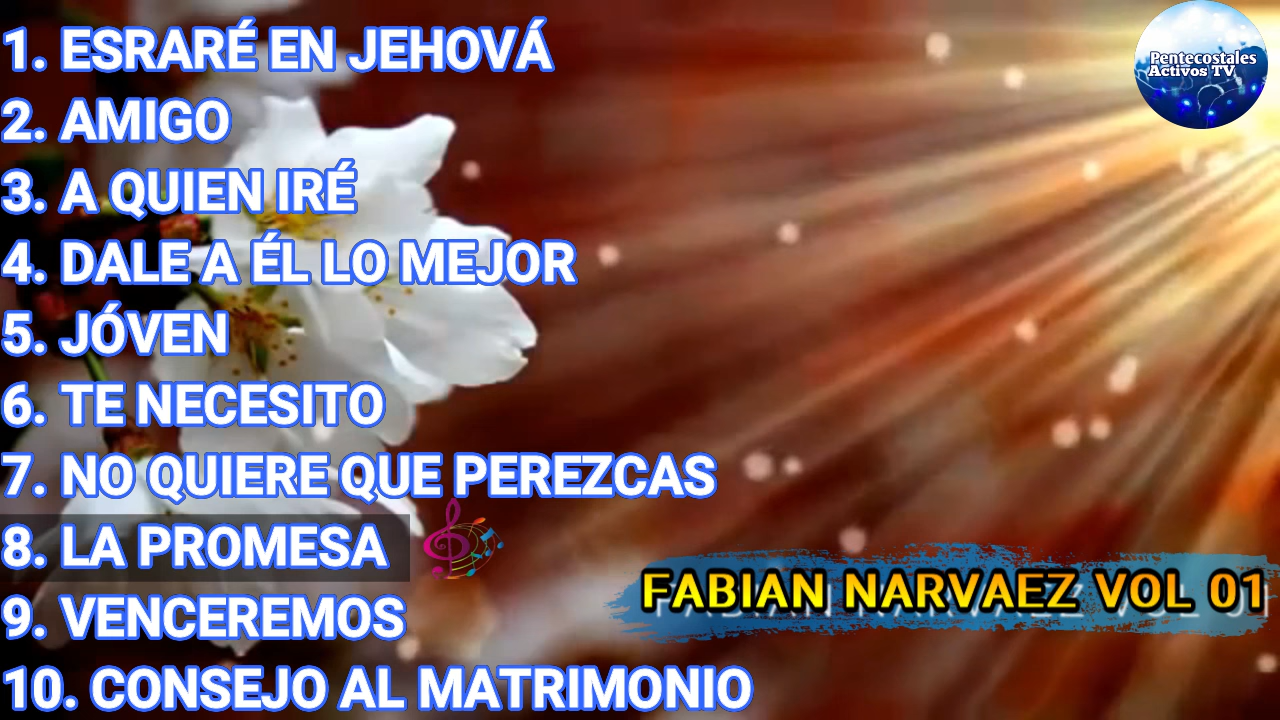 1. ESRARÉ EN JEHOVÁ
2. AMIGO
3. A QUIEN IRÉ
4. DALE A ÉL LO MEJOR
5. JÓVEN
6. TE NECESITO
7. NO QUIERE QUE PEREZCAS
8. LA PROMESA
9. VENCEREMOS
10. CONSEJO AL MATRIMONIO
Pentecostales
Activos TV
FABIAN NARVAEZ VOL 01